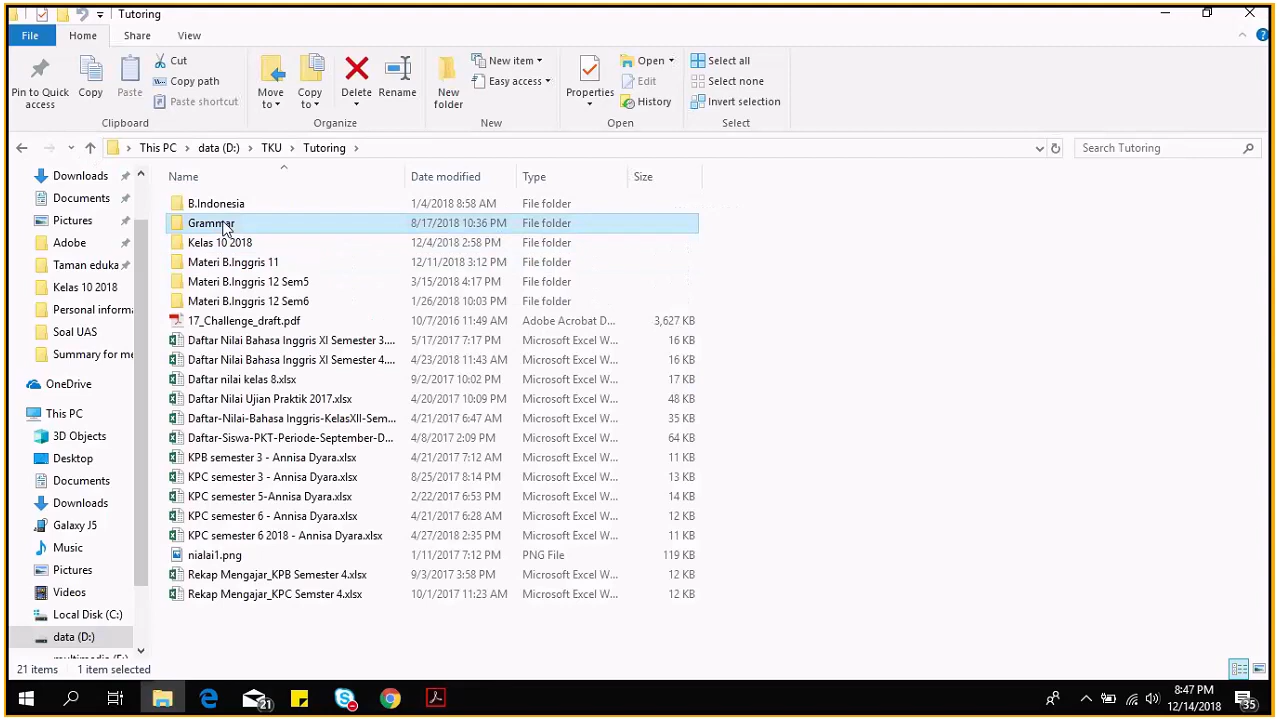 Tutoring
File Home Share View
Pin to Quick access
Copy
Paste
Cut
Copy path
Paste shortcut
Clipboard
Move to
Copy to
Delete
Rename
Organize
New folder
New item
Easy access
New
Properties
Open
Edit
History
Open
Select all
Select none
Invert selection
Select
This PC data (D:) TKU Tutoring
Search Tutoring
Downloads
Documents
Pictures
Adobe
Taman eduka
Kelas 10 2018
Personal inform
Soal UAS
Summary for me
OneDrive
This PC
3D Objects
Desktop
Documents
Downloads
Galaxy J5
Music
Pictures
Videos
Local Disk (C:)
data (D:)
Name Date modified Type Size
B.Indonesia 1/4/2018 8:58 AM File folder
Grammar 8/17/2018 10:36 PM File folder
Kelas 10 2018 12/4/2018 2:58 PM File folder
Materi B.Inggris 11 12/11/2018 3:12 PM File folder
Materi B.Inggris 12 Sem5 3/15/2018 4:17 PM File folder
Materi B.Inggris 12 Sem6 1/26/2018 10:03 PM File folder
17_Challenge_draft.pdf 10/7/2016 11:49 AM Adobe Acrobat D... 3,627 KB
Daftar Nilai Bahasa Inggris XI Semester 3.... 5/17/2017 7:17 PM Microsoft Excel W... 16 KB
Daftar Nilai Bahasa Inggris XI Semester 4.... 4/23/2018 11:43 AM Microsoft Excel W... 16 KB
Daftar nilai kelas 8.xlsx 9/2/2017 10:02 PM Microsoft Excel W... 17 KB
Daftar Nilai Ujian Praktik 2017.xlsx 4/20/2017 10:09 PM Microsoft Excel W... 48 KB
Daftar-Nilai-Bahasa Inggris-KelasXII-Sem... 4/21/2017 6:47 AM Microsoft Excel W... 35 KB
Daftar-Siswa-PKT-Periode-September-D... 4/8/2017 2:09 PM Microsoft Excel W... 64 KB
KPB semester 3 - Annisa Dyara.xlsx 4/21/2017 7:12 AM Microsoft Excel W... 11 KB
KPC semester 3 - Annisa Dyara.xlsx 8/25/2017 8:14 PM Microsoft Excel W... 13 KB
KPC semester 5-Annisa Dyara.xlsx 2/22/2017 6:53 PM Microsoft Excel W... 14 KB
KPC semester 6 - Annisa Dyara.xlsx 4/21/2017 6:28 AM Microsoft Excel W... 12 KB
KPC semester 6 2018 - Annisa Dyara.xlsx 4/27/2018 2:35 PM Microsoft Excel W... 11 KB
nialai1.png 1/11/2017 7:12 PM PNG File 119 KB
Rekap Mengajar_KPB Semester 4.xlsx 9/3/2017 3:58 PM Microsoft Excel W... 12 KB
Rekap Mengajar_KPC Semster 4.xlsx 10/1/2017 11:23 AM Microsoft Excel W... 12 KB
21 items 1 item selected
21
8:47 PM
12/14/2018
35